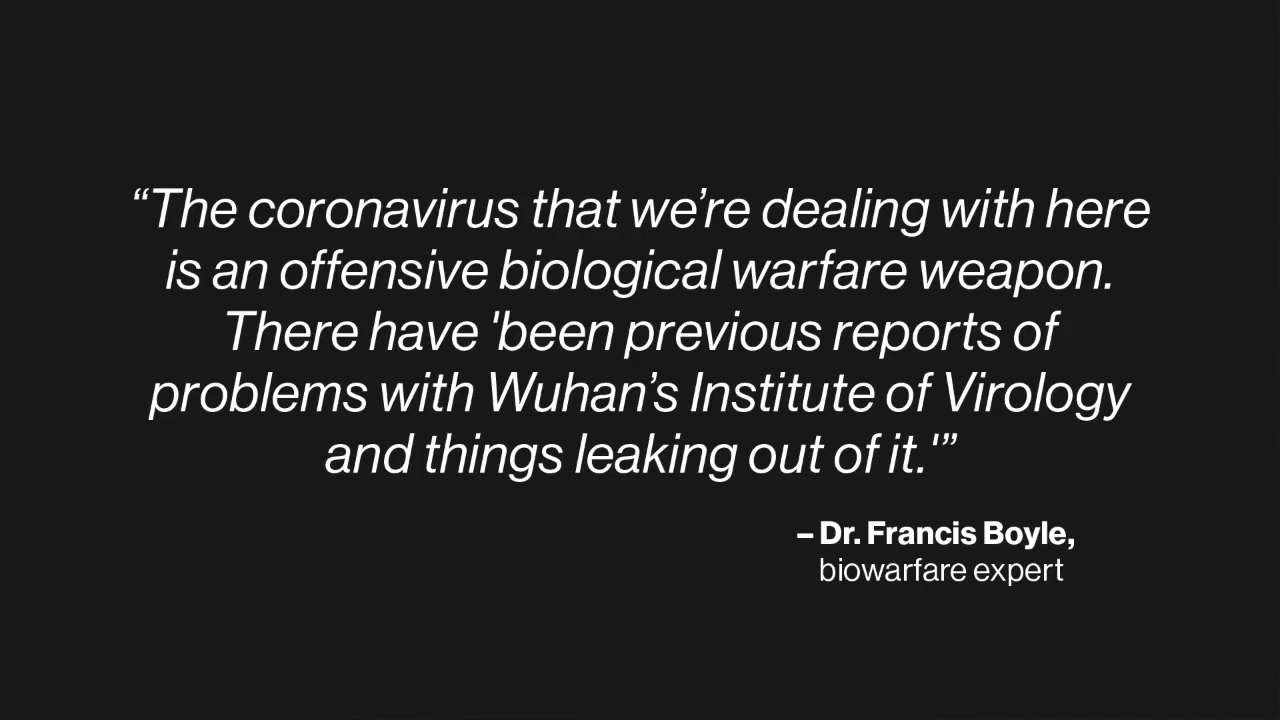 “The coronavirus that we’re dealing with here
is an offensive biological warfare weapon.
There have 'been previous reports of
problems with Wuhan’s Institute of Virology
and things leaking out of it.'”
– Dr. Francis Boyle,
biowarfare expert